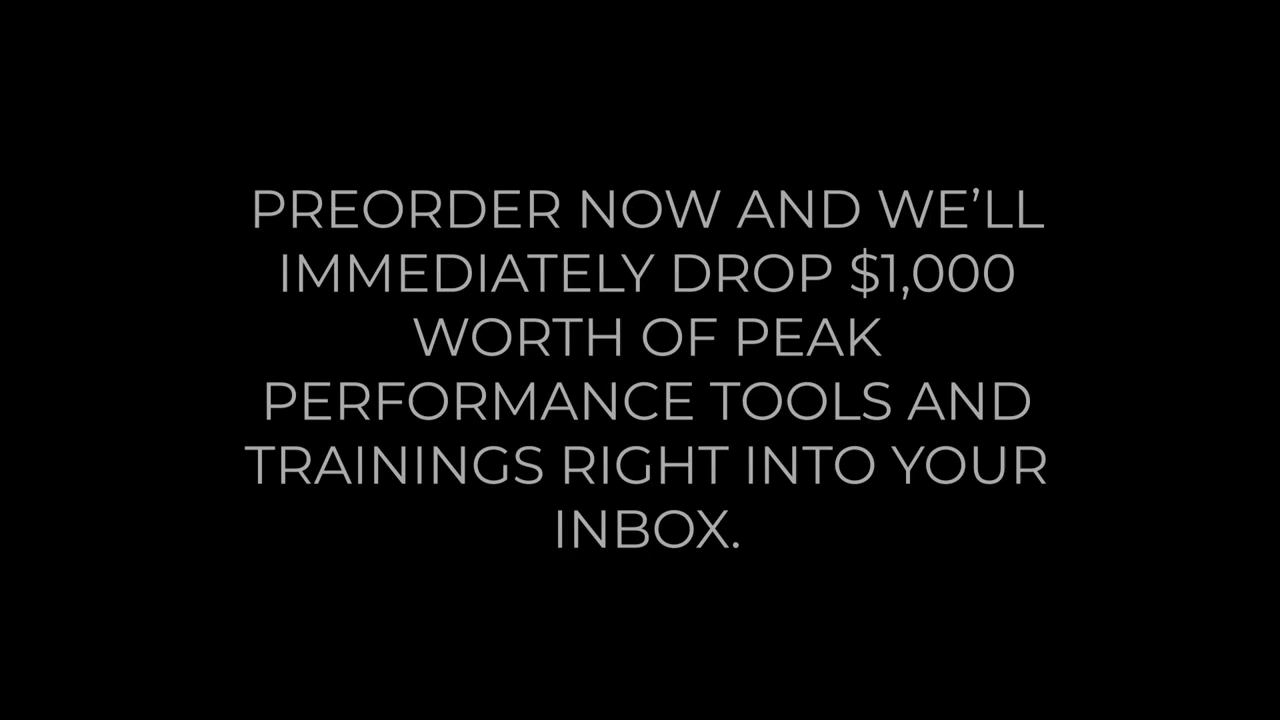 PREORDER NOW AND WE’LL
IMMEDIATELY DROP $1,000
WORTH OF PEAK
PERFORMANCE TOOLS AND
TRAININGS RIGHT INTO YOUR
INBOX.